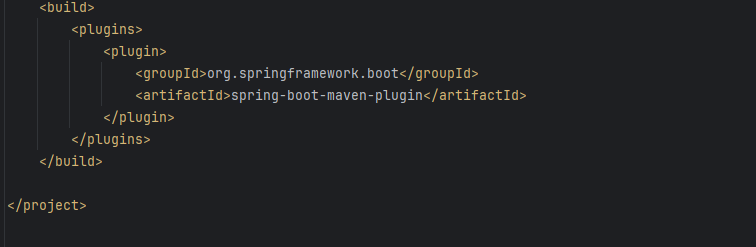 <build>
<plugins>
<plugin>
<groupId>org.springframework.boot</groupId>
<artifactId>spring-boot-maven-plugin</artifactId>
</plugin>
</plugins>
</build>
</project>